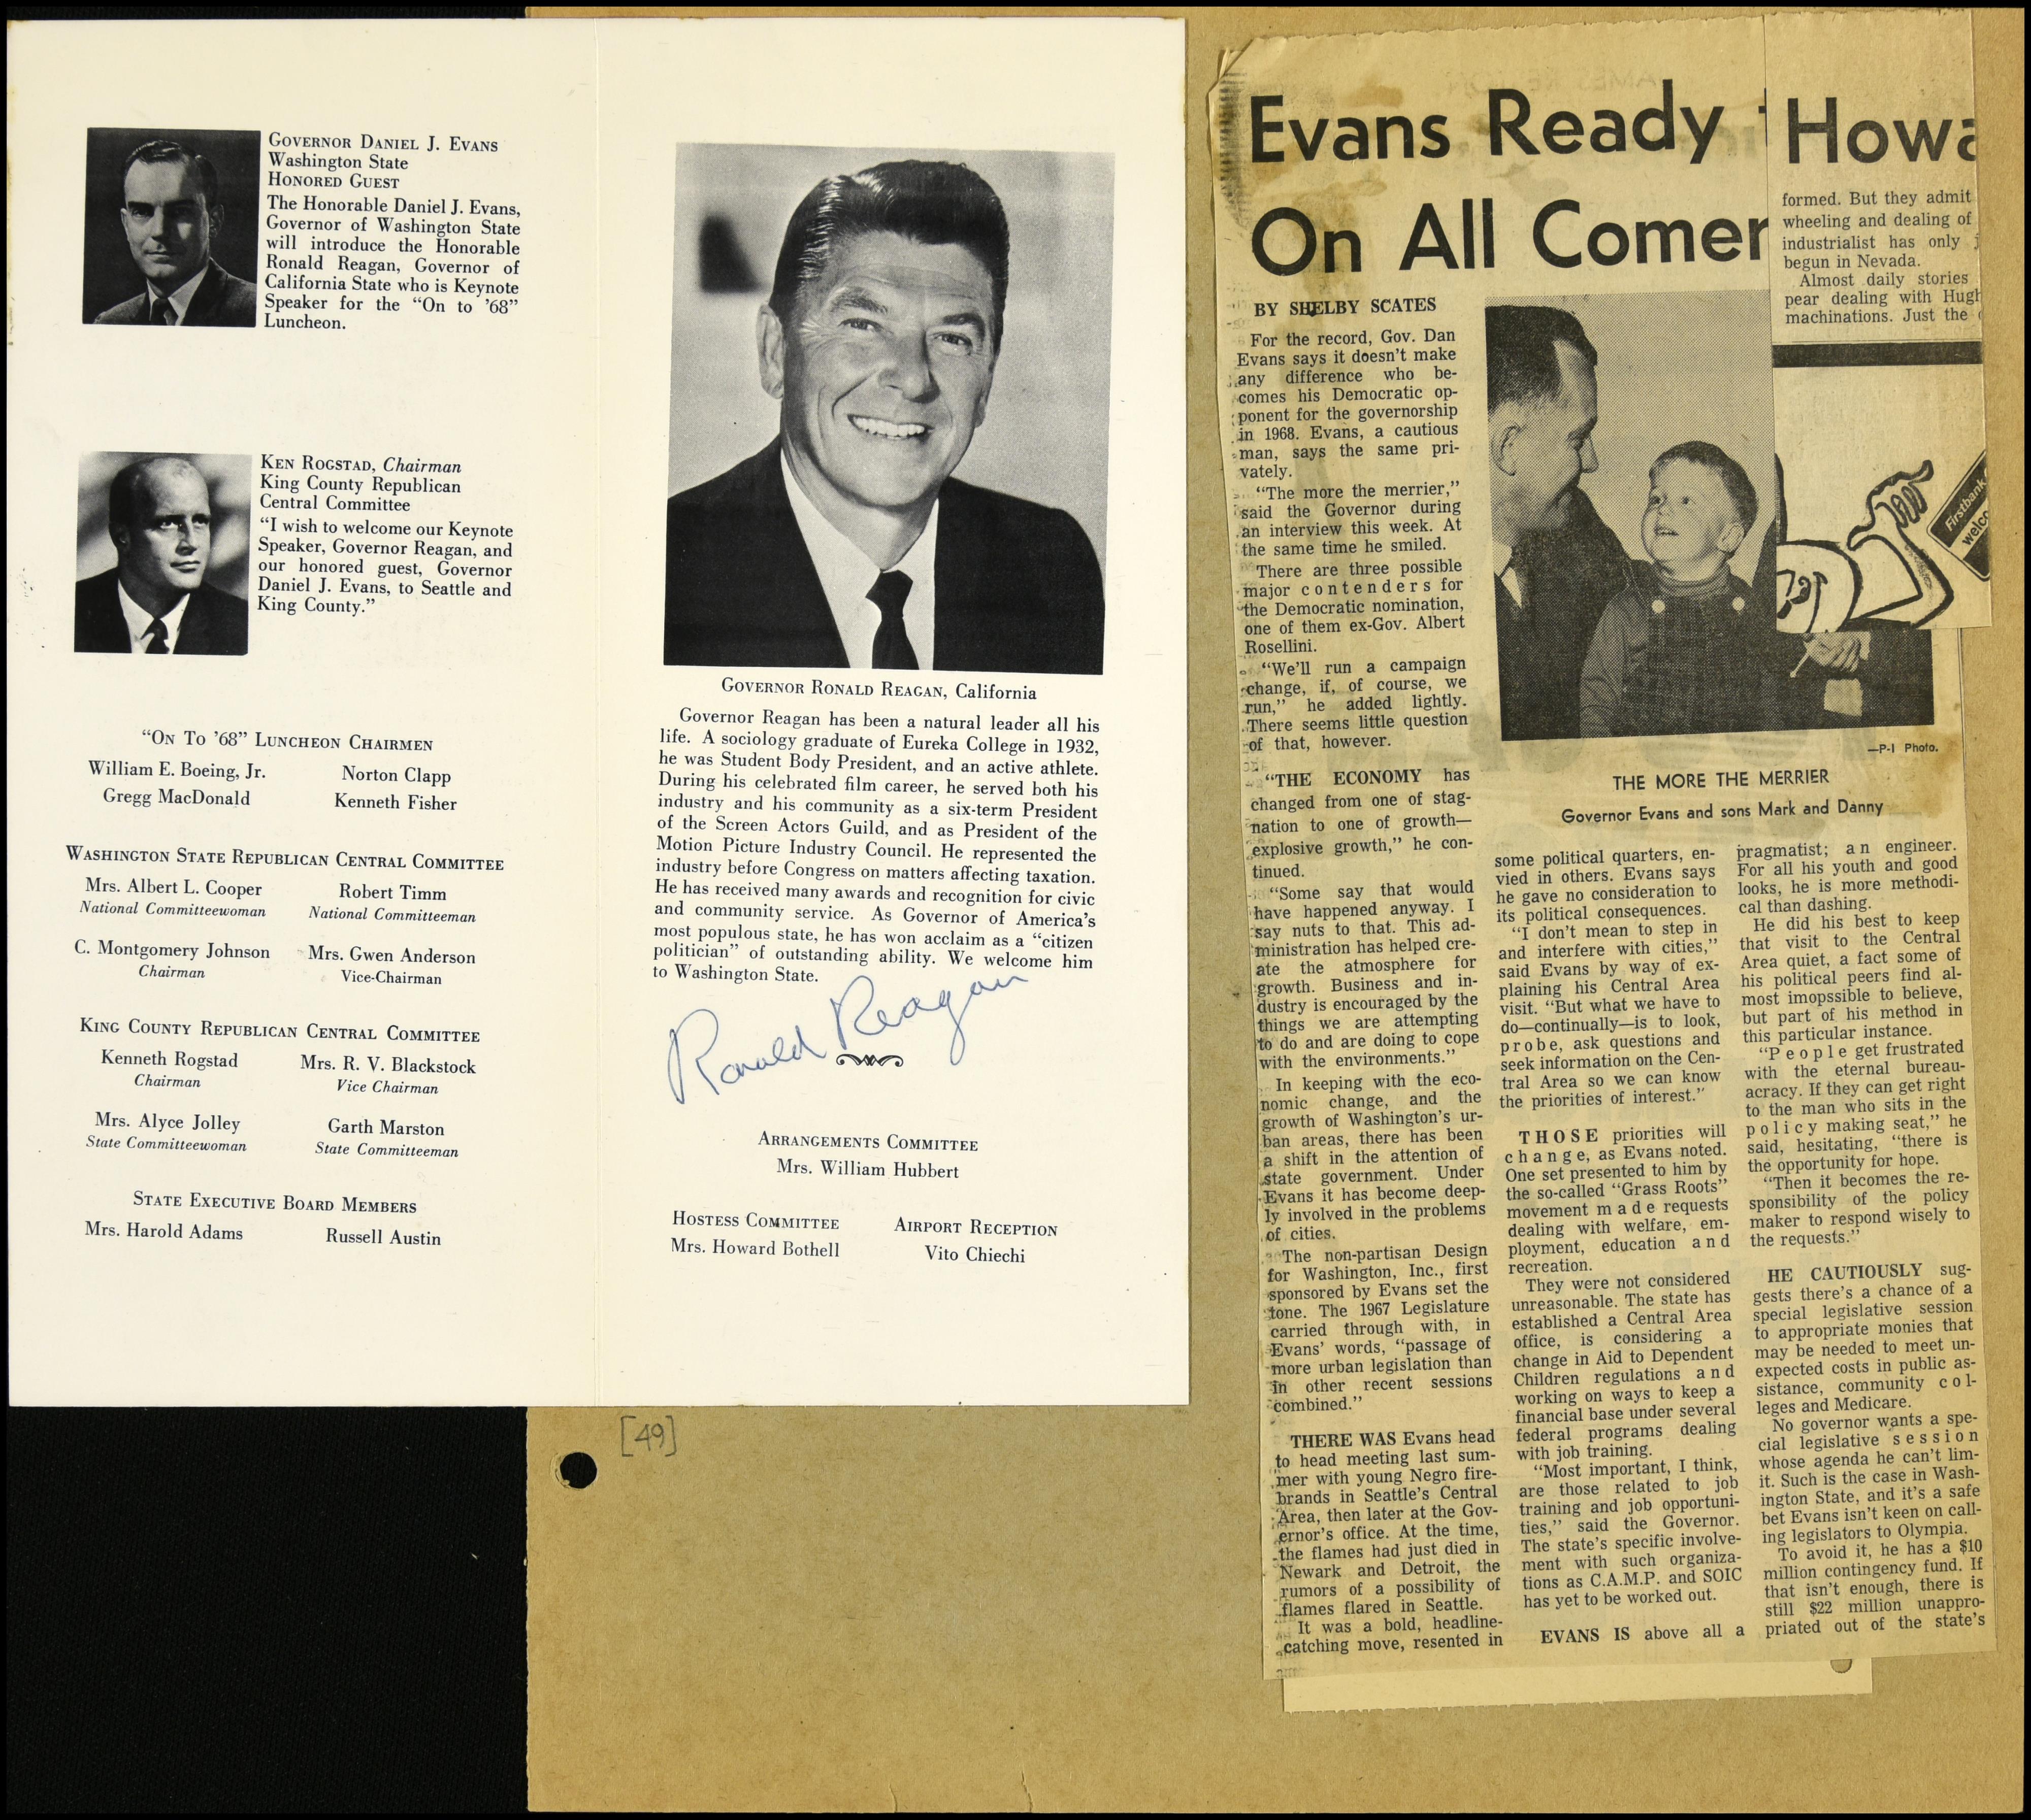 GOVERNOR DANIEL J. EVANS
Washington State
HONORED GUEST
The Honorable Daniel J. Evans,
Governor of Washington State
will introduce the Honorable
Ronald Reagan, Governor of
California State who is Keynote
Speaker for the “On to ’68”
Luncheon.
KEN ROGSTAD, Chairman
King County Republican
Central Committee
“I wish to welcome our Keynote
Speaker, Governor Reagan, and
our honored guest, Governor
Daniel J. Evans, to Seattle and
King County.”
“ON TO ’68” LUNCHEON CHAIRMEN
William E. Boeing, Jr. Norton Clapp
Gregg MacDonald Kenneth Fisher
WASHINGTON STATE REPUBLICAN CENTRAL COMMITTEE
Mrs. Albert L. Cooper Robert Timm
National Committeewoman National Committeeman
C. Montgomery Johnson Mrs. Gwen Anderson
Chairman Vice-Chairman
KING COUNTY REPUBLICAN CENTRAL COMMITTEE
Kenneth Rogstad Mrs. R. V. Blackstock
Chairman Vice Chairman
Mrs. Alyce Jolley Garth Marston
State Committeewoman State Committeeman
STATE EXECUTIVE BOARD MEMBERS
Mrs. Harold Adams Russell Austin
GOVERNOR RONALD REAGAN, California
Governor Reagan has been a natural leader all his
life. A sociology graduate of Eureka College in 1932,
he was Student Body President, and an active athlete.
During his celebrated film career, he served both his
industry and his community as a six-term President
of the Screen Actors Guild, and as President of the
Motion Picture Industry Council. He represented the
industry before Congress on matters affecting taxation.
He has received many awards and recognition for civic
and community service. As Governor of America’s
most populous state, he has won acclaim as a “citizen
politician” of outstanding ability. We welcome him
to Washington State.
Ronald Reagan
ARRANGEMENTS COMMITTEE
Mrs. William Hubbert
HOSTESS COMMITTEE AIRPORT RECEPTION
Mrs. Howard Bothell Vito Chiechi
[49]
Evans Ready
On All Comer
BY SHELBY SCATES
For the record, Gov. Dan
Evans says it doesn’t make
any difference who be-
comes his Democratic op-
ponent for the governorship
in 1968. Evans, a cautious
man, says the same pri-
vately.
“The more the merrier,”
said the Governor during
an interview this week. At
the same time he smiled.
There are three possible
major contenders for
the Democratic nomination,
one of them ex-Gov. Albert
Rosellini.
“We’ll run a campaign
change, if, of course, we
run,” he added lightly.
There seems little question
of that, however.
“THE ECONOMY has
changed from one of stag-
nation to one of growth—
explosive growth,” he con-
tinued.
“Some say that would
have happened anyway. I
say nuts to that. This ad-
ministration has helped cre-
ate the atmosphere for
growth. Business and in-
dustry is encouraged by the
things we are attempting
to do and are doing to cope
with the environments.”
In keeping with the eco-
nomic change, and the
growth of Washington’s ur-
ban areas, there has been
a shift in the attention of
state government. Under
Evans it has become deep-
ly involved in the problems
of cities.
The non-partisan Design
for Washington, Inc., first
sponsored by Evans set the
tone. The 1967 Legislature
carried through with, in
Evans’ words, “passage of
more urban legislation than
in other recent sessions
combined.”
THERE WAS Evans head
to head meeting last sum-
mer with young Negro fire-
brands in Seattle’s Central
Area, then later at the Gov-
ernor’s office. At the time,
the flames had just died in
Newark and Detroit, the
rumors of a possibility of
flames flared in Seattle.
It was a bold, headline-
catching move, resented in
—P-I Photo.
THE MORE THE MERRIER
Governor Evans and sons Mark and Danny
some political quarters, en-
vied in others. Evans says
he gave no consideration to
its political consequences.
“I don’t mean to step in
and interfere with cities,”
said Evans by way of ex-
plaining his Central Area
visit. “But what we have to
do—continually—is to look,
probe, ask questions and
seek information on the Cen-
tral Area so we can know
the priorities of interest.”
THOSE priorities will
change, as Evans noted.
One set presented to him by
the so-called “Grass Roots”
movement made requests
dealing with welfare, em-
ployment, education and
recreation.
They were not considered
unreasonable. The state has
established a Central Area
office, is considering a
change in Aid to Dependent
Children regulations and
working on ways to keep a
financial base under several
federal programs dealing
with job training.
“Most important, I think,
are those related to job
training and job opportuni-
ties,” said the Governor.
The state’s specific involve-
ment with such organiza-
tions as C.A.M.P. and SOIC
has yet to be worked out.
EVANS IS above all a
pragmatist; an engineer.
For all his youth and good
looks, he is more methodi-
cal than dashing.
He did his best to keep
that visit to the Central
Area quiet, a fact some of
his political peers find al-
most imopssible to believe,
but part of his method in
this particular instance.
“People get frustrated
with the eternal bureau-
acracy. If they can get right
to the man who sits in the
policy making seat,” he
said, hesitating, “there is
the opportunity for hope.
“Then it becomes the re-
sponsibility of the policy
maker to respond wisely to
the requests.”
HE CAUTIOUSLY sug-
gests there’s a chance of a
special legislative session
to appropriate monies that
may be needed to meet un-
expected costs in public as-
sistance, community col-
leges and Medicare.
No governor wants a spe-
cial legislative session
whose agenda he can’t lim-
it. Such is the case in Wash-
ington State, and it’s a safe
bet Evans isn’t keen on call-
ing legislators to Olympia.
To avoid it, he has a $10
million contingency fund. If
that isn’t enough, there is
still $22 million unappro-
priated out of the state’s
Howa
formed. But they admit
wheeling and dealing of
industrialist has only j
begun in Nevada.
Almost daily stories
pear dealing with Hugh
machinations. Just the
Firstbank
welco